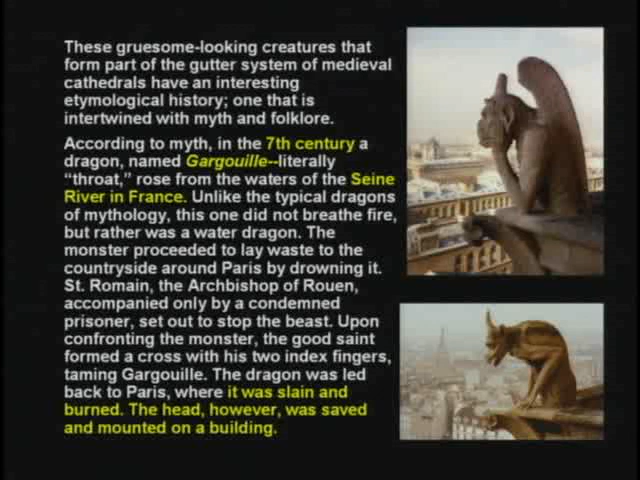 These gruesome-looking creatures that
form part of the gutter system of medieval
cathedrals have an interesting
etymological history; one that is
intertwined with myth and folklore.
According to myth, in the 7th century a
dragon, named Gargouille--literally
“throat,” rose from the waters of the Seine
River in France. Unlike the typical dragons
of mythology, this one did not breathe fire,
but rather was a water dragon. The
monster proceeded to lay waste to the
countryside around Paris by drowning it.
St. Romain, the Archbishop of Rouen,
accompanied only by a condemned
prisoner, set out to stop the beast. Upon
confronting the monster, the good saint
formed a cross with his two index fingers,
taming Gargouille. The dragon was led
back to Paris, where it was slain and
burned. The head, however, was saved
and mounted on a building.